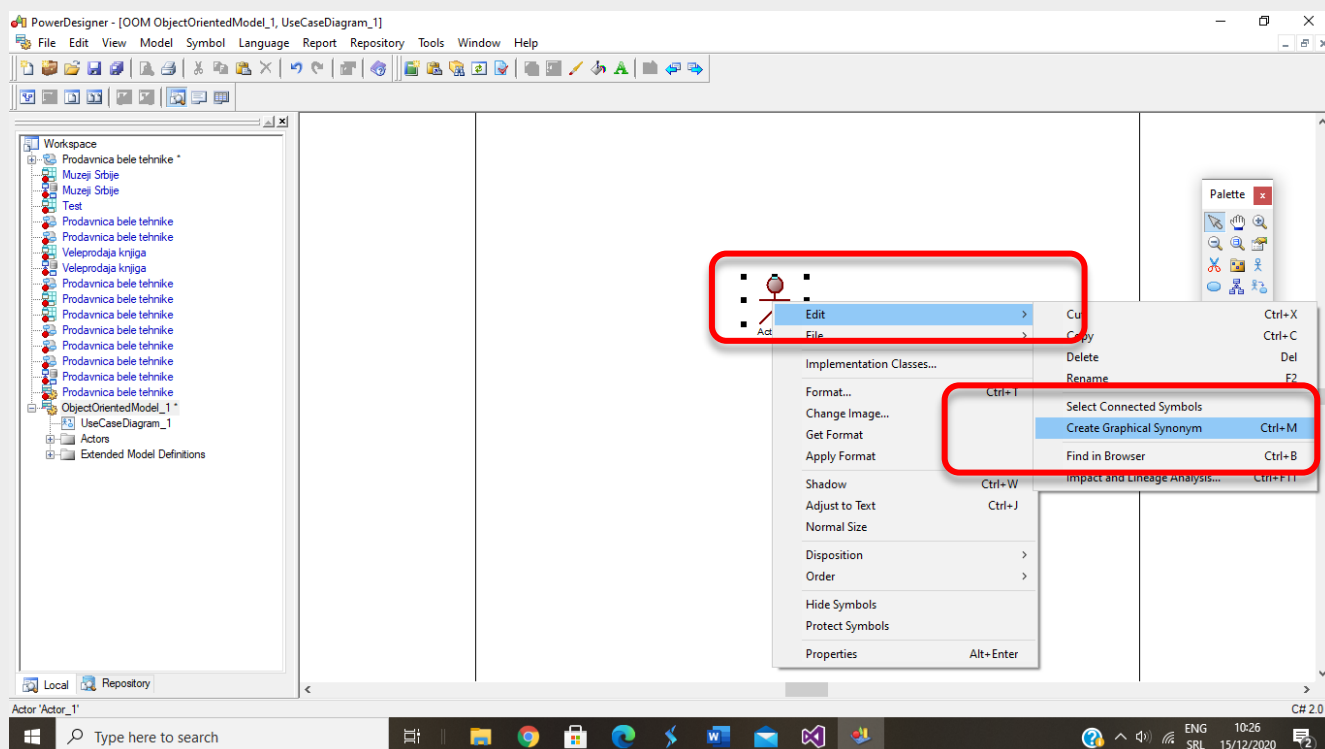 PowerDesigner - [OOM ObjectOrientedModel_1, UseCaseDiagram_1]
File Edit View Model Symbol Language Report Repository Tools Window Help
Workspace
Prodavnica bele tehnike *
Muzeji Srbije
Muzeji Srbije
Test
Prodavnica bele tehnike
Prodavnica bele tehnike
Veleprodaja knjiga
Veleprodaja knjiga
Prodavnica bele tehnike
Prodavnica bele tehnike
Prodavnica bele tehnike
Prodavnica bele tehnike
Prodavnica bele tehnike
Prodavnica bele tehnike
Prodavnica bele tehnike
Prodavnica bele tehnike
ObjectOrientedModel_1 *
UseCaseDiagram_1
Actors
Extended Model Definitions
Local Repository
Palette
Act
Edit
File
Implementation Classes...
Format... Ctrl+T
Change Image...
Get Format
Apply Format
Shadow Ctrl+W
Adjust to Text Ctrl+J
Normal Size
Disposition
Order
Hide Symbols
Protect Symbols
Properties Alt+Enter
Cut Ctrl+X
Copy Ctrl+C
Delete Del
Rename F2
Select Connected Symbols
Create Graphical Synonym Ctrl+M
Find in Browser Ctrl+B
Impact and Lineage Analysis... Ctrl+F11
Actor 'Actor_1' C# 2.0
Type here to search
ENG
SRL
10:26
15/12/2020